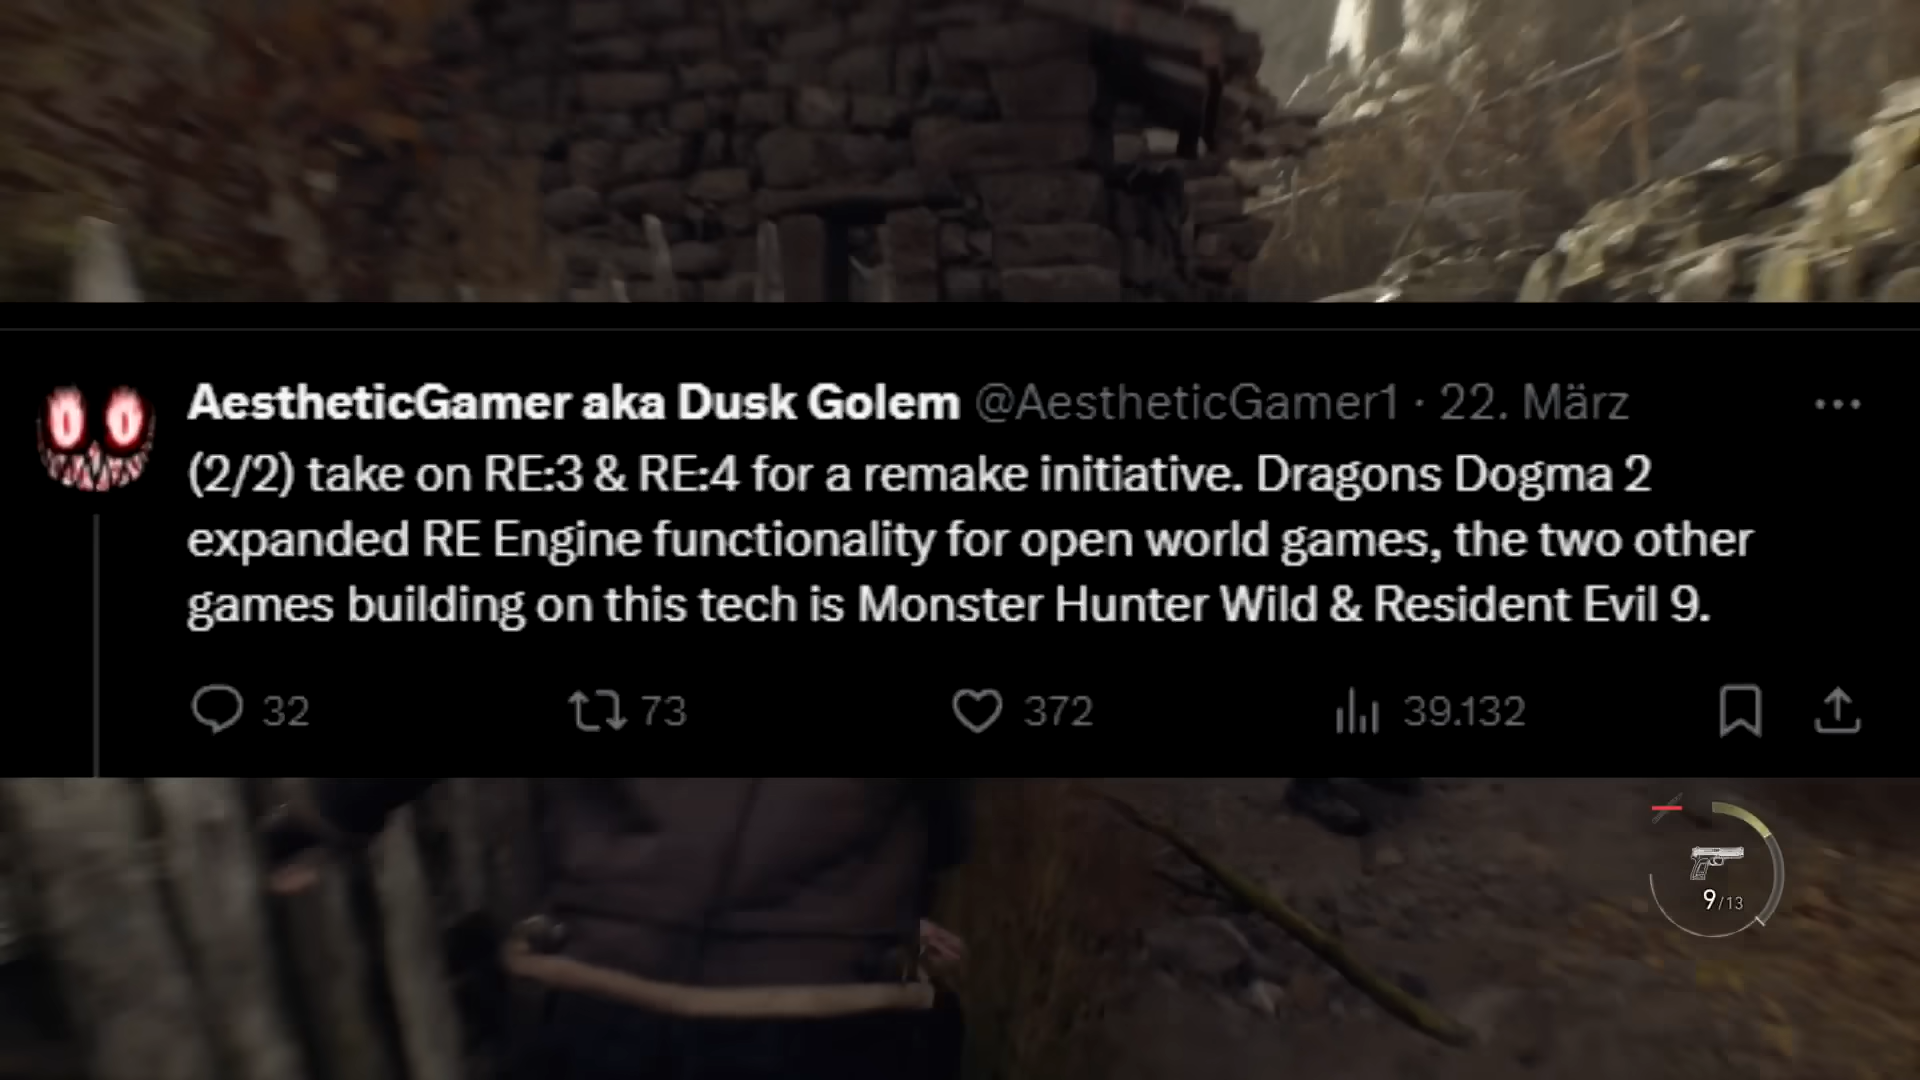 AestheticGamer aka Dusk Golem @AestheticGamer1 · 22. März
(2/2) take on RE:3 & RE:4 for a remake initiative. Dragons Dogma 2
expanded RE Engine functionality for open world games, the two other
games building on this tech is Monster Hunter Wild & Resident Evil 9.
32 73 372 39.132
9/13